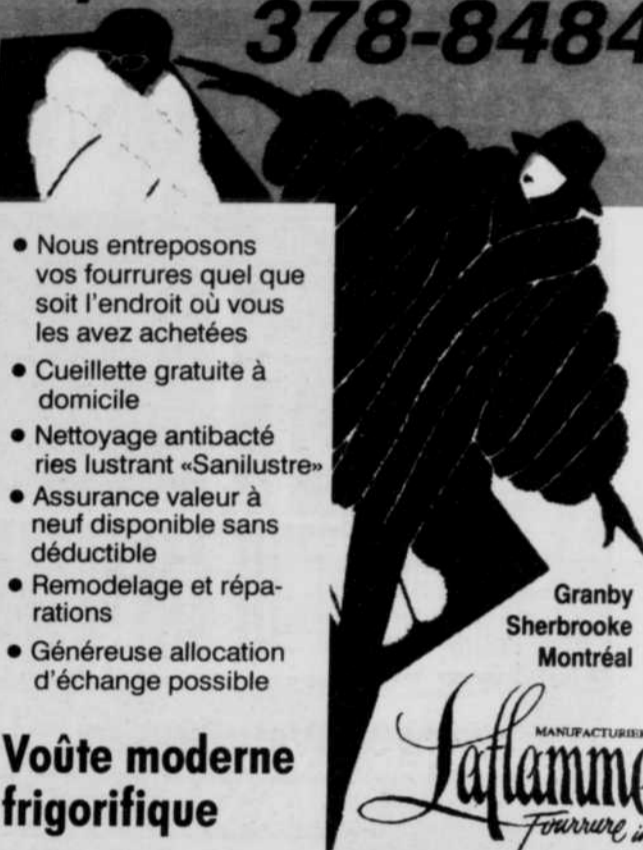 378-8484
● Nous entreposons
vos fourrures quel que
soit l'endroit où vous
les avez achetées
● Cueillette gratuite à
domicile
● Nettoyage antibacté
ries lustrant «Sanilustre»
● Assurance valeur à
neuf disponible sans
déductible
● Remodelage et répa-
rations
● Généreuse allocation
d'échange possible
Voûte moderne
frigorifique
Granby
Sherbrooke
Montréal
MANUFACTURIER
Laflamme
Fourrure